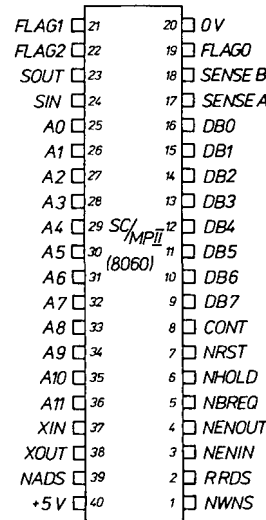 FLAG1 21 20 0V
FLAG2 22 19 FLAG0
SOUT 23 18 SENSE B
SIN 24 17 SENSE A
A0 25 16 DB0
A1 26 15 DB1
A2 27 14 DB2
A3 28 13 DB3
A4 29 SC/MPII 12 DB4
A5 30 (8060) 11 DB5
A6 31 10 DB6
A7 32 9 DB7
A8 33 8 CONT
A9 34 7 NRST
A10 35 6 NHOLD
A11 36 5 NBREQ
XIN 37 4 NENOUT
XOUT 38 3 NENIN
NADS 39 2 RRDS
+5V 40 1 NWNS